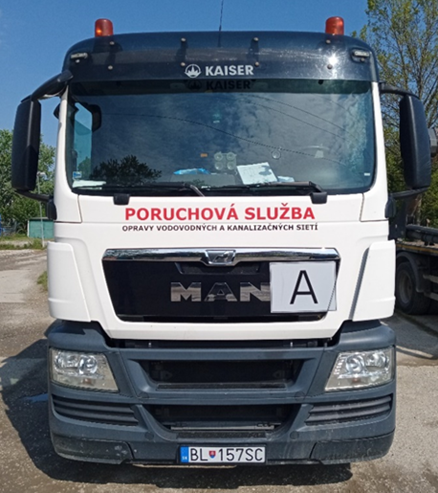 KAISER
PORUCHOVÁ SLUŽBA
OPRAVY VODOVODNÝCH A KANALIZAČNÝCH SIETÍ
MAN
A
BL 157SC